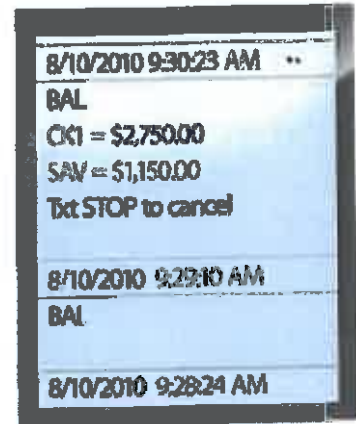 8/10/2010 9:30:23 AM
BAL
CK1 = $2,750.00
SAV = $1,150.00
Txt STOP to cancel
8/10/2010 9:29:10 AM
BAL
8/10/2010 9:28:24 AM